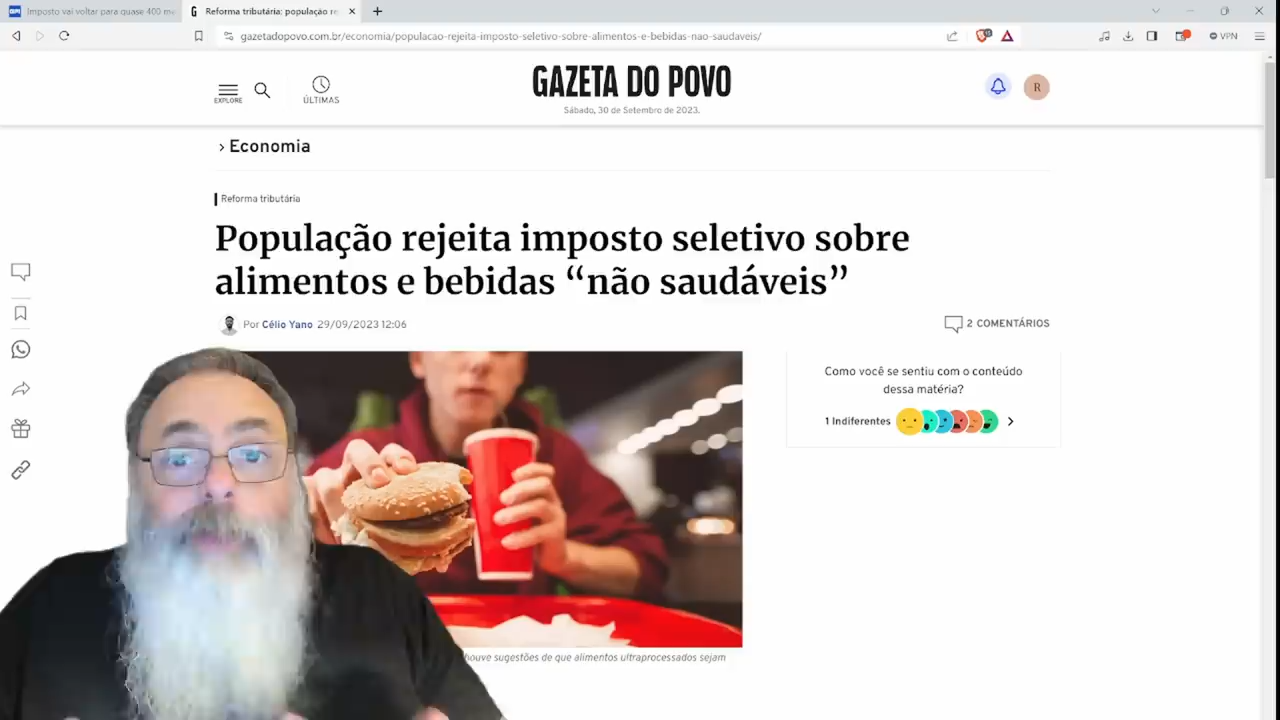 Imposto vai voltar para quase 400 m
Reforma tributária; população re
gazetadopovo.com.br/economia/populacao-rejeita-imposto-seletivo-sobre-alimentos-e-bebidas-nao-saudaveis/
VPN
EXPLORE
ÚLTIMAS
GAZETA DO POVO
Sábado, 30 de Setembro de 2023.
R
› Economia
Reforma tributária
População rejeita imposto seletivo sobre
alimentos e bebidas “não saudáveis”
Por Célio Yano 29/09/2023 12:06
2 COMENTÁRIOS
Como você se sentiu com o conteúdo
dessa matéria?
1 Indiferentes
houve sugestões de que alimentos ultraprocessados sejam